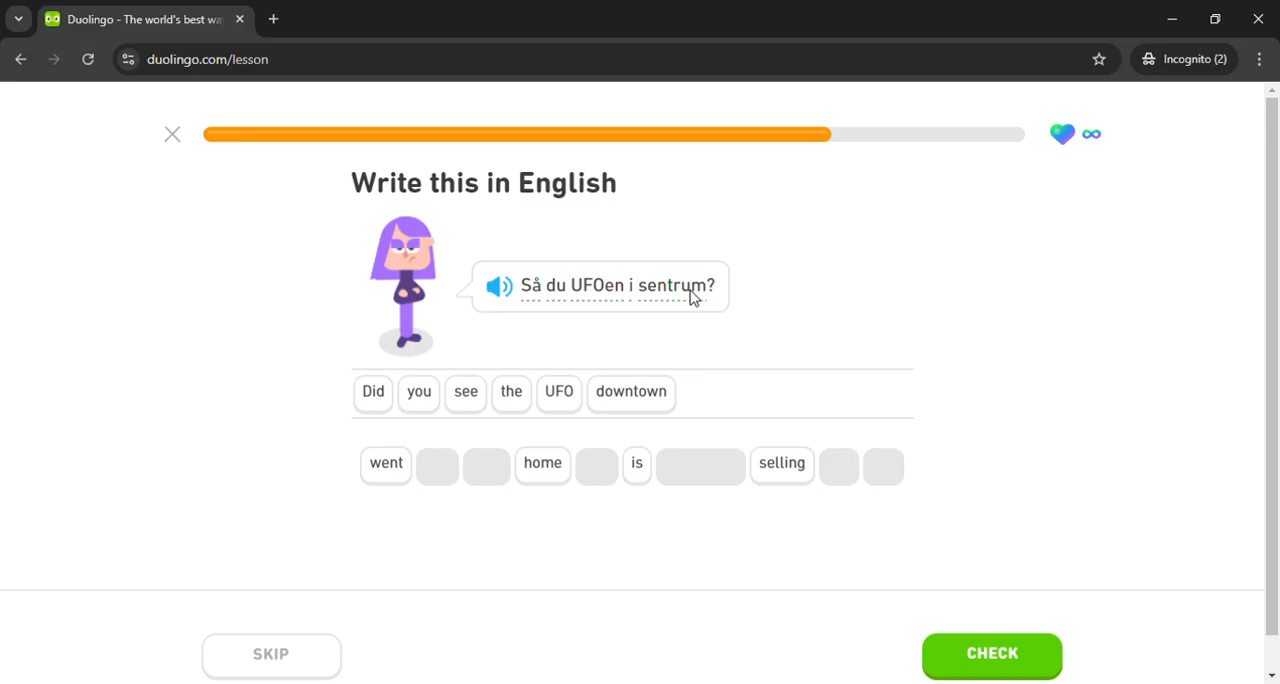 Duolingo - The world's best wa
duolingo.com/lesson
Incognito (2)
Write this in English
Så du UFOen i sentrum?
Did you see the UFO downtown
went home is selling
SKIP
CHECK